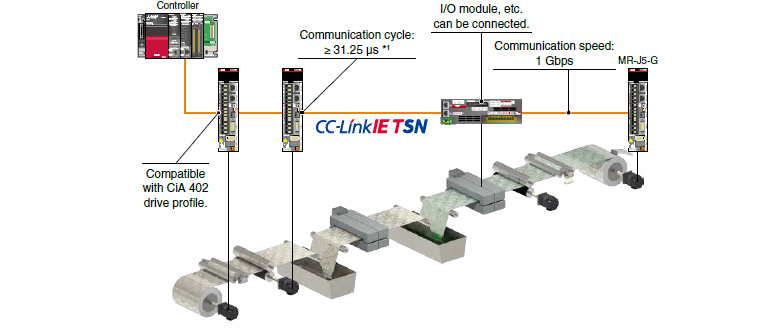 Controller
Communication cycle:
≥ 31.25 μs *1
I/O module, etc.
can be connected.
Communication speed:
1 Gbps
MR-J5-G
CC-Link IE TSN
Compatible
with CiA 402
drive profile.